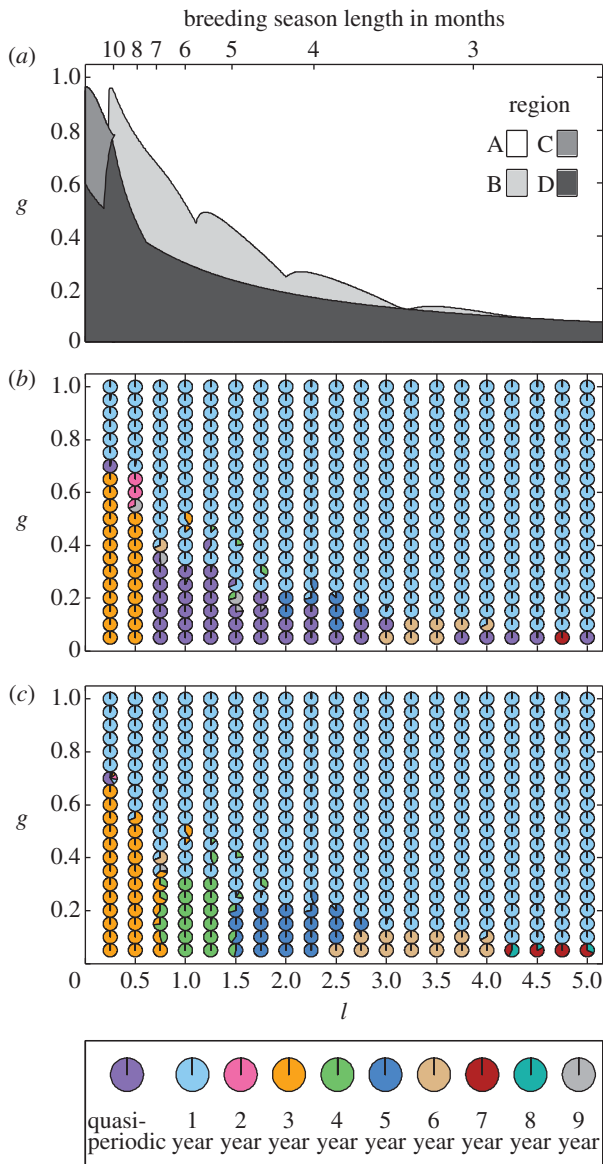 breeding season length in months
10 8 7 6 5 4 3
(a)
1.0
region
0.8
A C
B D
0.6
g
0.4
0.2
0
(b)
1.0
0.8
0.6
g
0.4
0.2
(c)
1.0
0.8
0.6
g
0.4
0.2
0 0.5 1.0 1.5 2.0 2.5 3.0 3.5 4.0 4.5 5.0
l
quasi- 1 2 3 4 5 6 7 8 9
periodic year year year year year year year year year